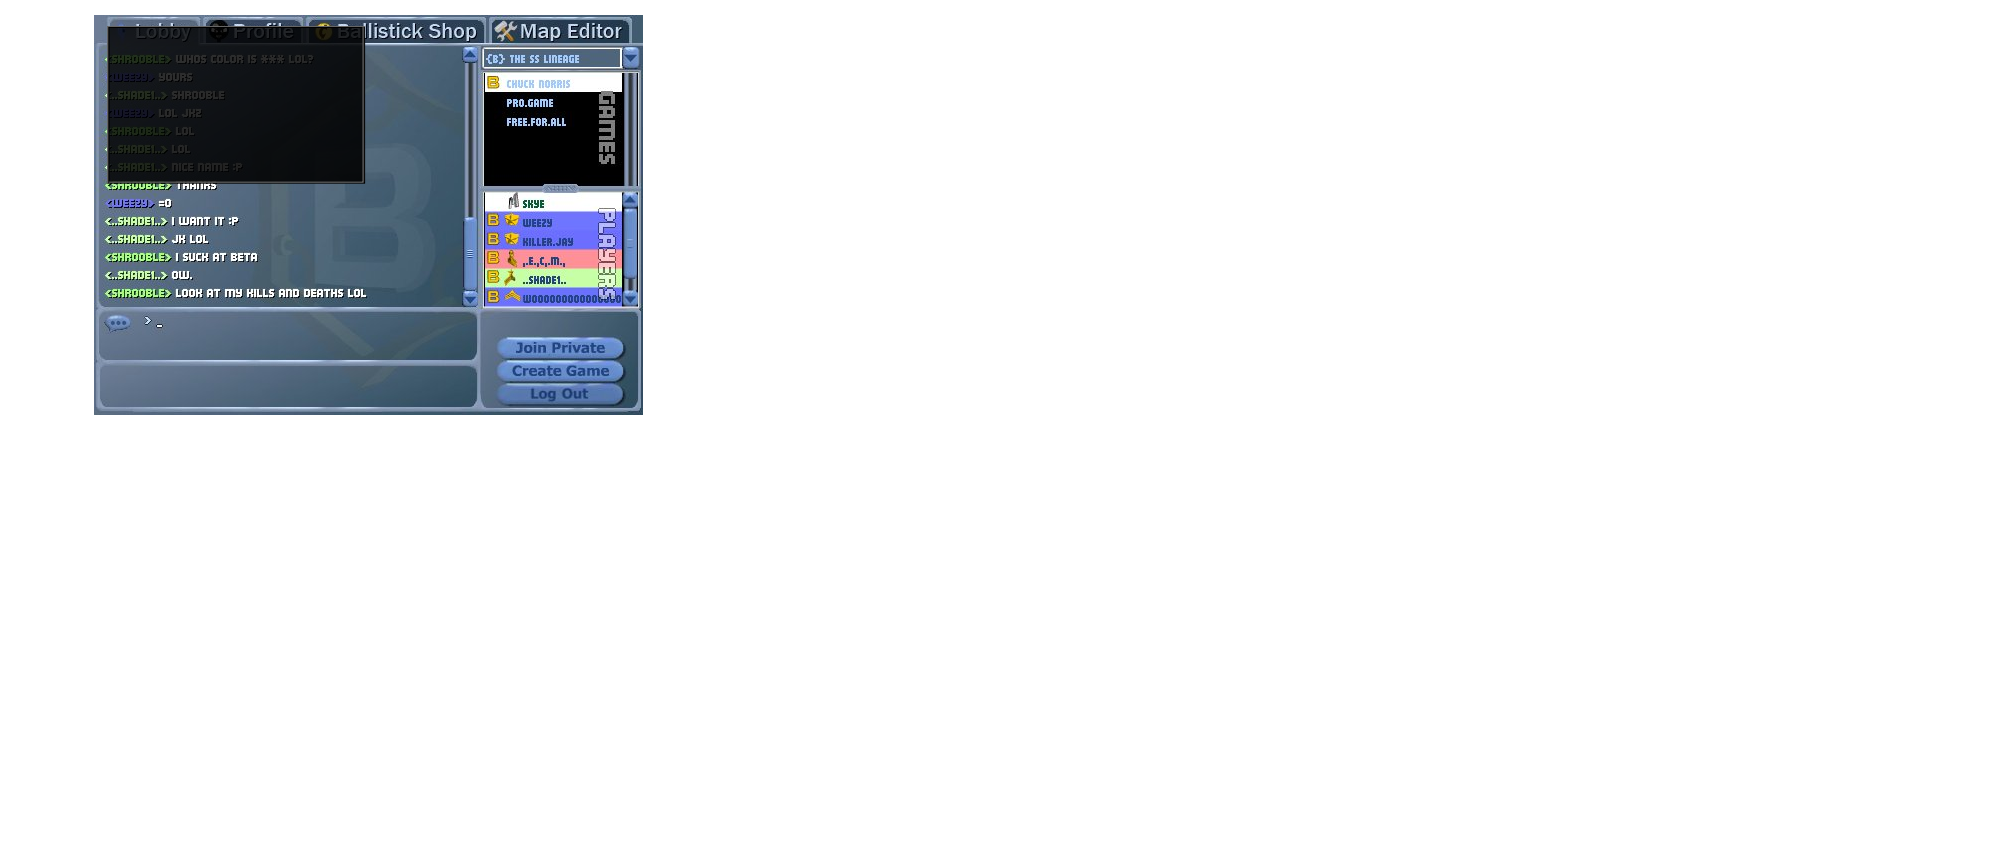 Lobby
Profile
Ballistick Shop
Map Editor
<SHROOBLE> WHOS COLOR IS *** LOL?
<WEEZY> YOURS
<..SHADE1..> SHROOBLE
<WEEZY> LOL JKZ
<SHROOBLE> LOL
<..SHADE1..> LOL
<..SHADE1..> NICE NAME :P
<SHROOBLE> THANKS
<WEEZY> =O
<..SHADE1..> I WANT IT :P
<..SHADE1..> JK LOL
<SHROOBLE> I SUCK AT BETA
<..SHADE1..> OW.
<SHROOBLE> LOOK AT MY KILLS AND DEATHS LOL
> _
{B} THE SS LINEAGE
B CHUCK NORRIS
PRO.GAME
FREE.FOR.ALL
GAMES
SKYE
B WEEZY
B KILLER.JAY
B ,.E.,C,.M.,
B ..SHADE1..
PLAYERS
Join Private
Create Game
Log Out